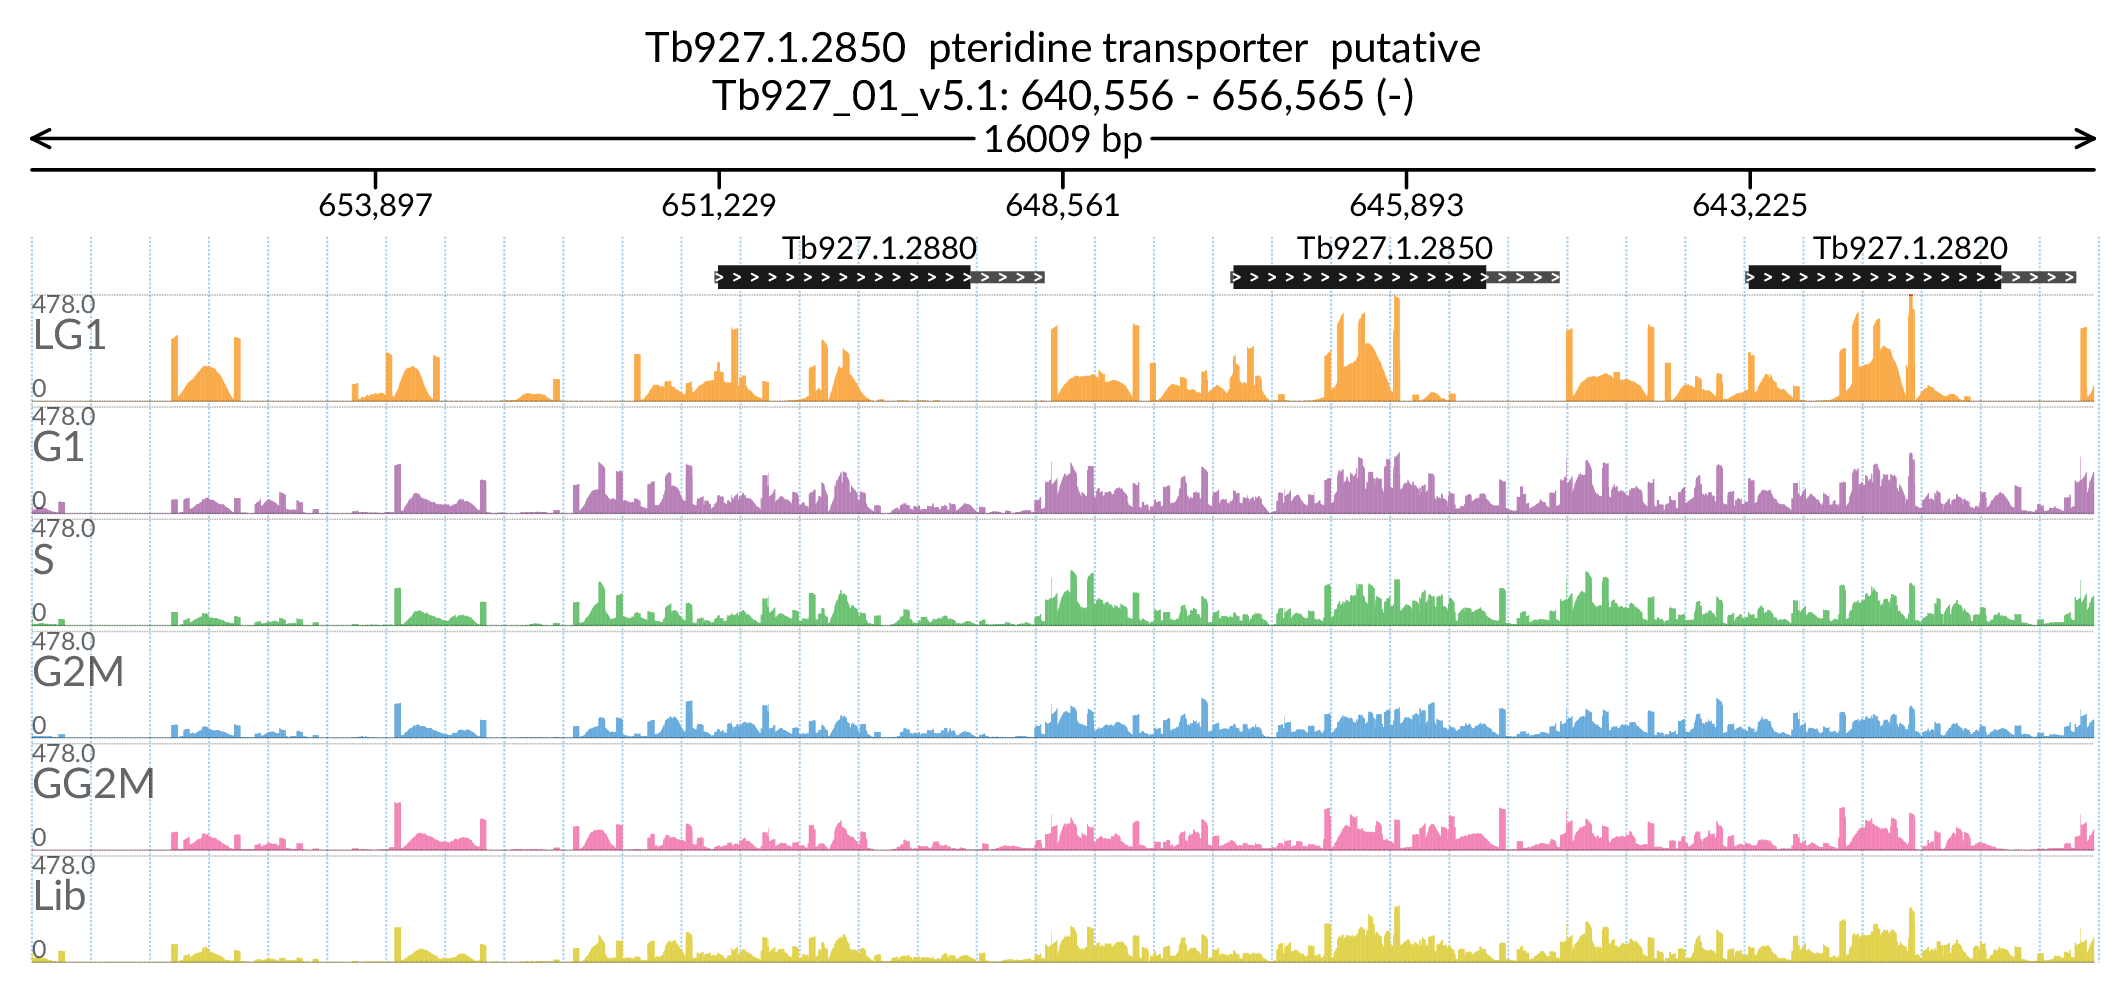 Tb927.1.2850  pteridine transporter  putative
Tb927_01_v5.1: 640,556 - 656,565 (-)
16009 bp
653,897 651,229 648,561 645,893 643,225
Tb927.1.2880 Tb927.1.2850 Tb927.1.2820
478.0
LG1
0
478.0
G1
0
478.0
S
0
478.0
G2M
0
478.0
GG2M
0
478.0
Lib
0